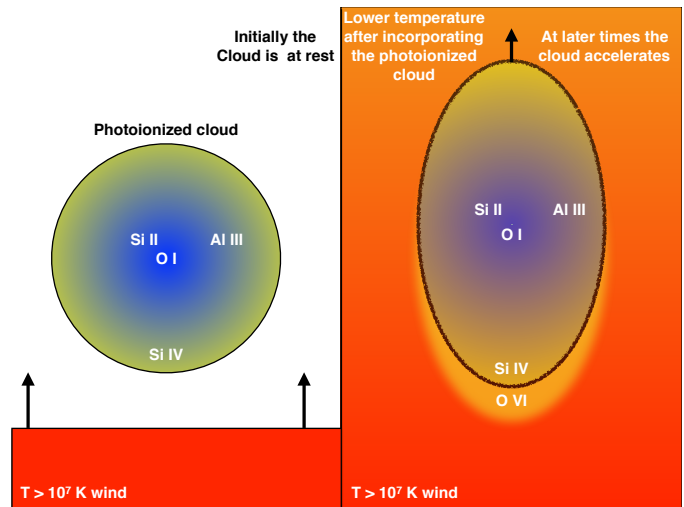 Initially the
Cloud is at rest
Photoionized cloud
Si II
Al III
O I
Si IV
T > 10⁷ K wind
Lower temperature
after incorporating
the photoionized
cloud
At later times the
cloud accelerates
Si II
Al III
O I
Si IV
O VI
T > 10⁷ K wind